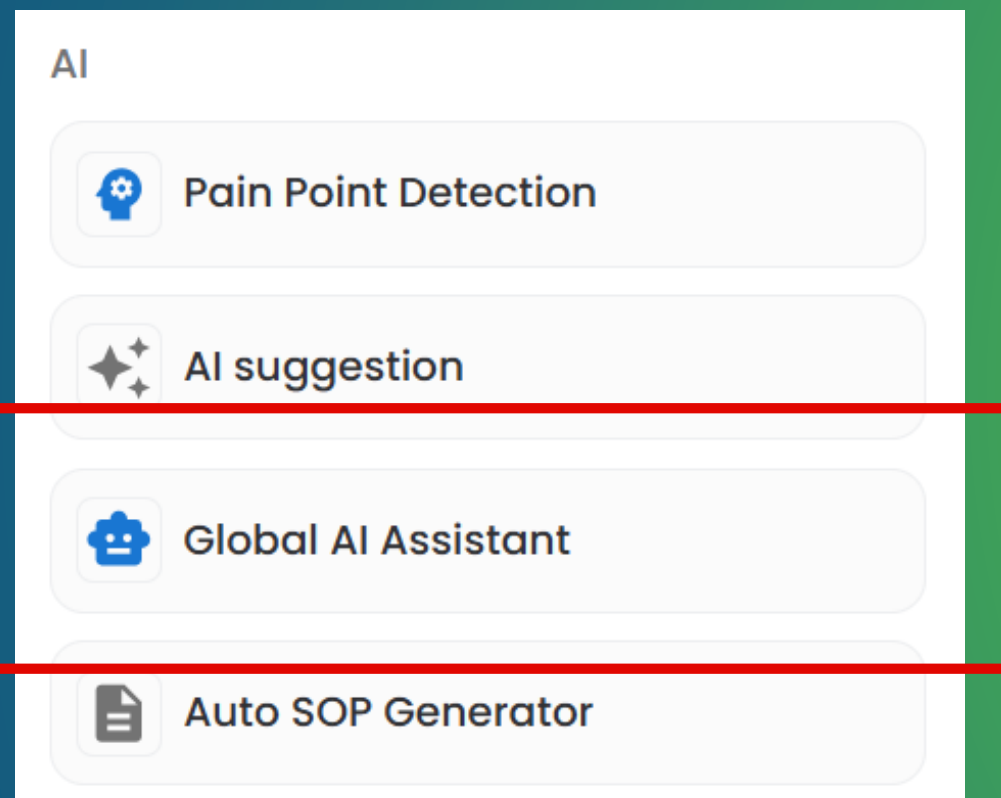 AI
Pain Point Detection
AI suggestion
Global AI Assistant
Auto SOP Generator